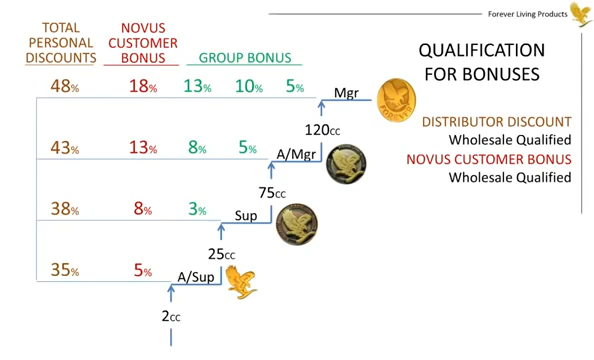 Forever Living Products
TOTAL PERSONAL DISCOUNTS
NOVUS CUSTOMER BONUS
GROUP BONUS
QUALIFICATION
FOR BONUSES
48% 18% 13% 10% 5% Mgr
FOREVER
120CC
DISTRIBUTOR DISCOUNT
Wholesale Qualified
NOVUS CUSTOMER BONUS
Wholesale Qualified
43% 13% 8% 5% A/Mgr
75CC
38% 8% 3% Sup
25CC
35% 5% A/Sup
2CC